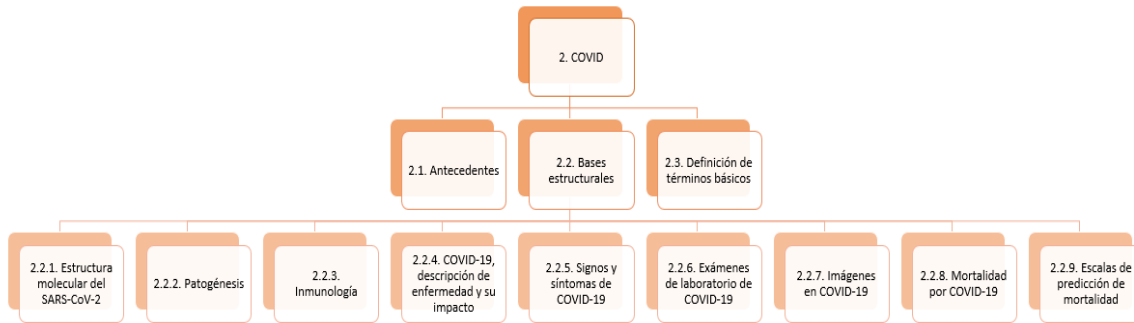 2. COVID
2.1. Antecedentes
2.2. Bases
estructurales
2.3. Definición de
términos básicos
2.2.1. Estructura
molecular del
SARS-CoV-2
2.2.2. Patogénesis
2.2.3.
Inmunología
2.2.4. COVID-19,
descripción de
enfermedad y su
impacto
2.2.5. Signos y
síntomas de
COVID-19
2.2.6. Exámenes
de laboratorio de
COVID-19
2.2.7. Imágenes
en COVID-19
2.2.8. Mortalidad
por COVID-19
2.2.9. Escalas de
predicción de
mortalidad